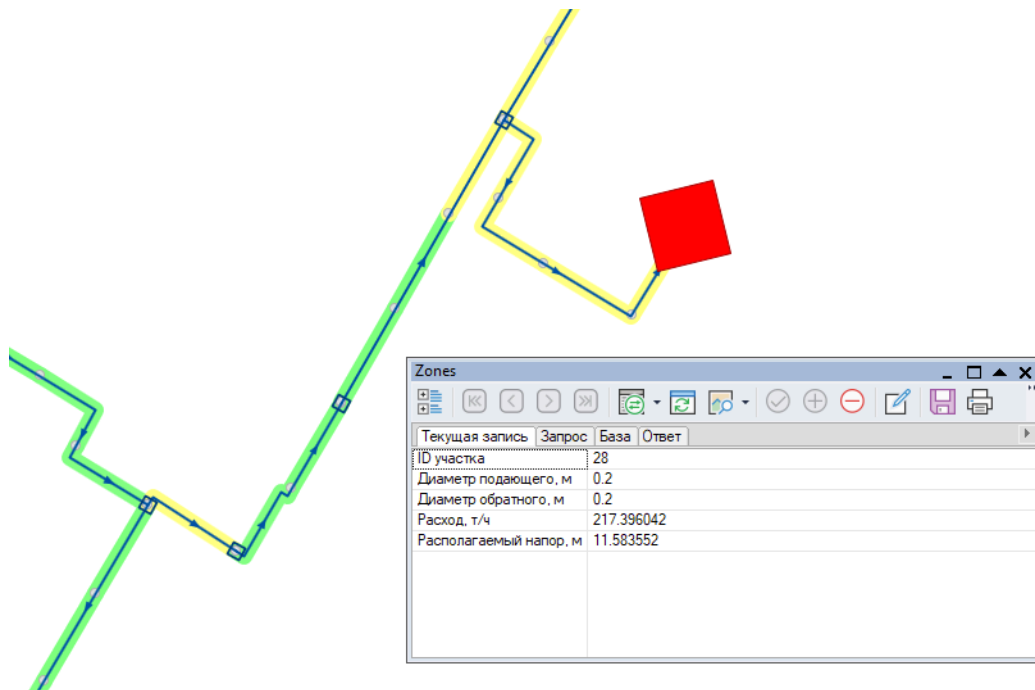 Zones
Текущая запись Запрос База Ответ
ID участка 28
Диаметр подающего, м 0.2
Диаметр обратного, м 0.2
Расход, т/ч 217.396042
Располагаемый напор, м 11.583552